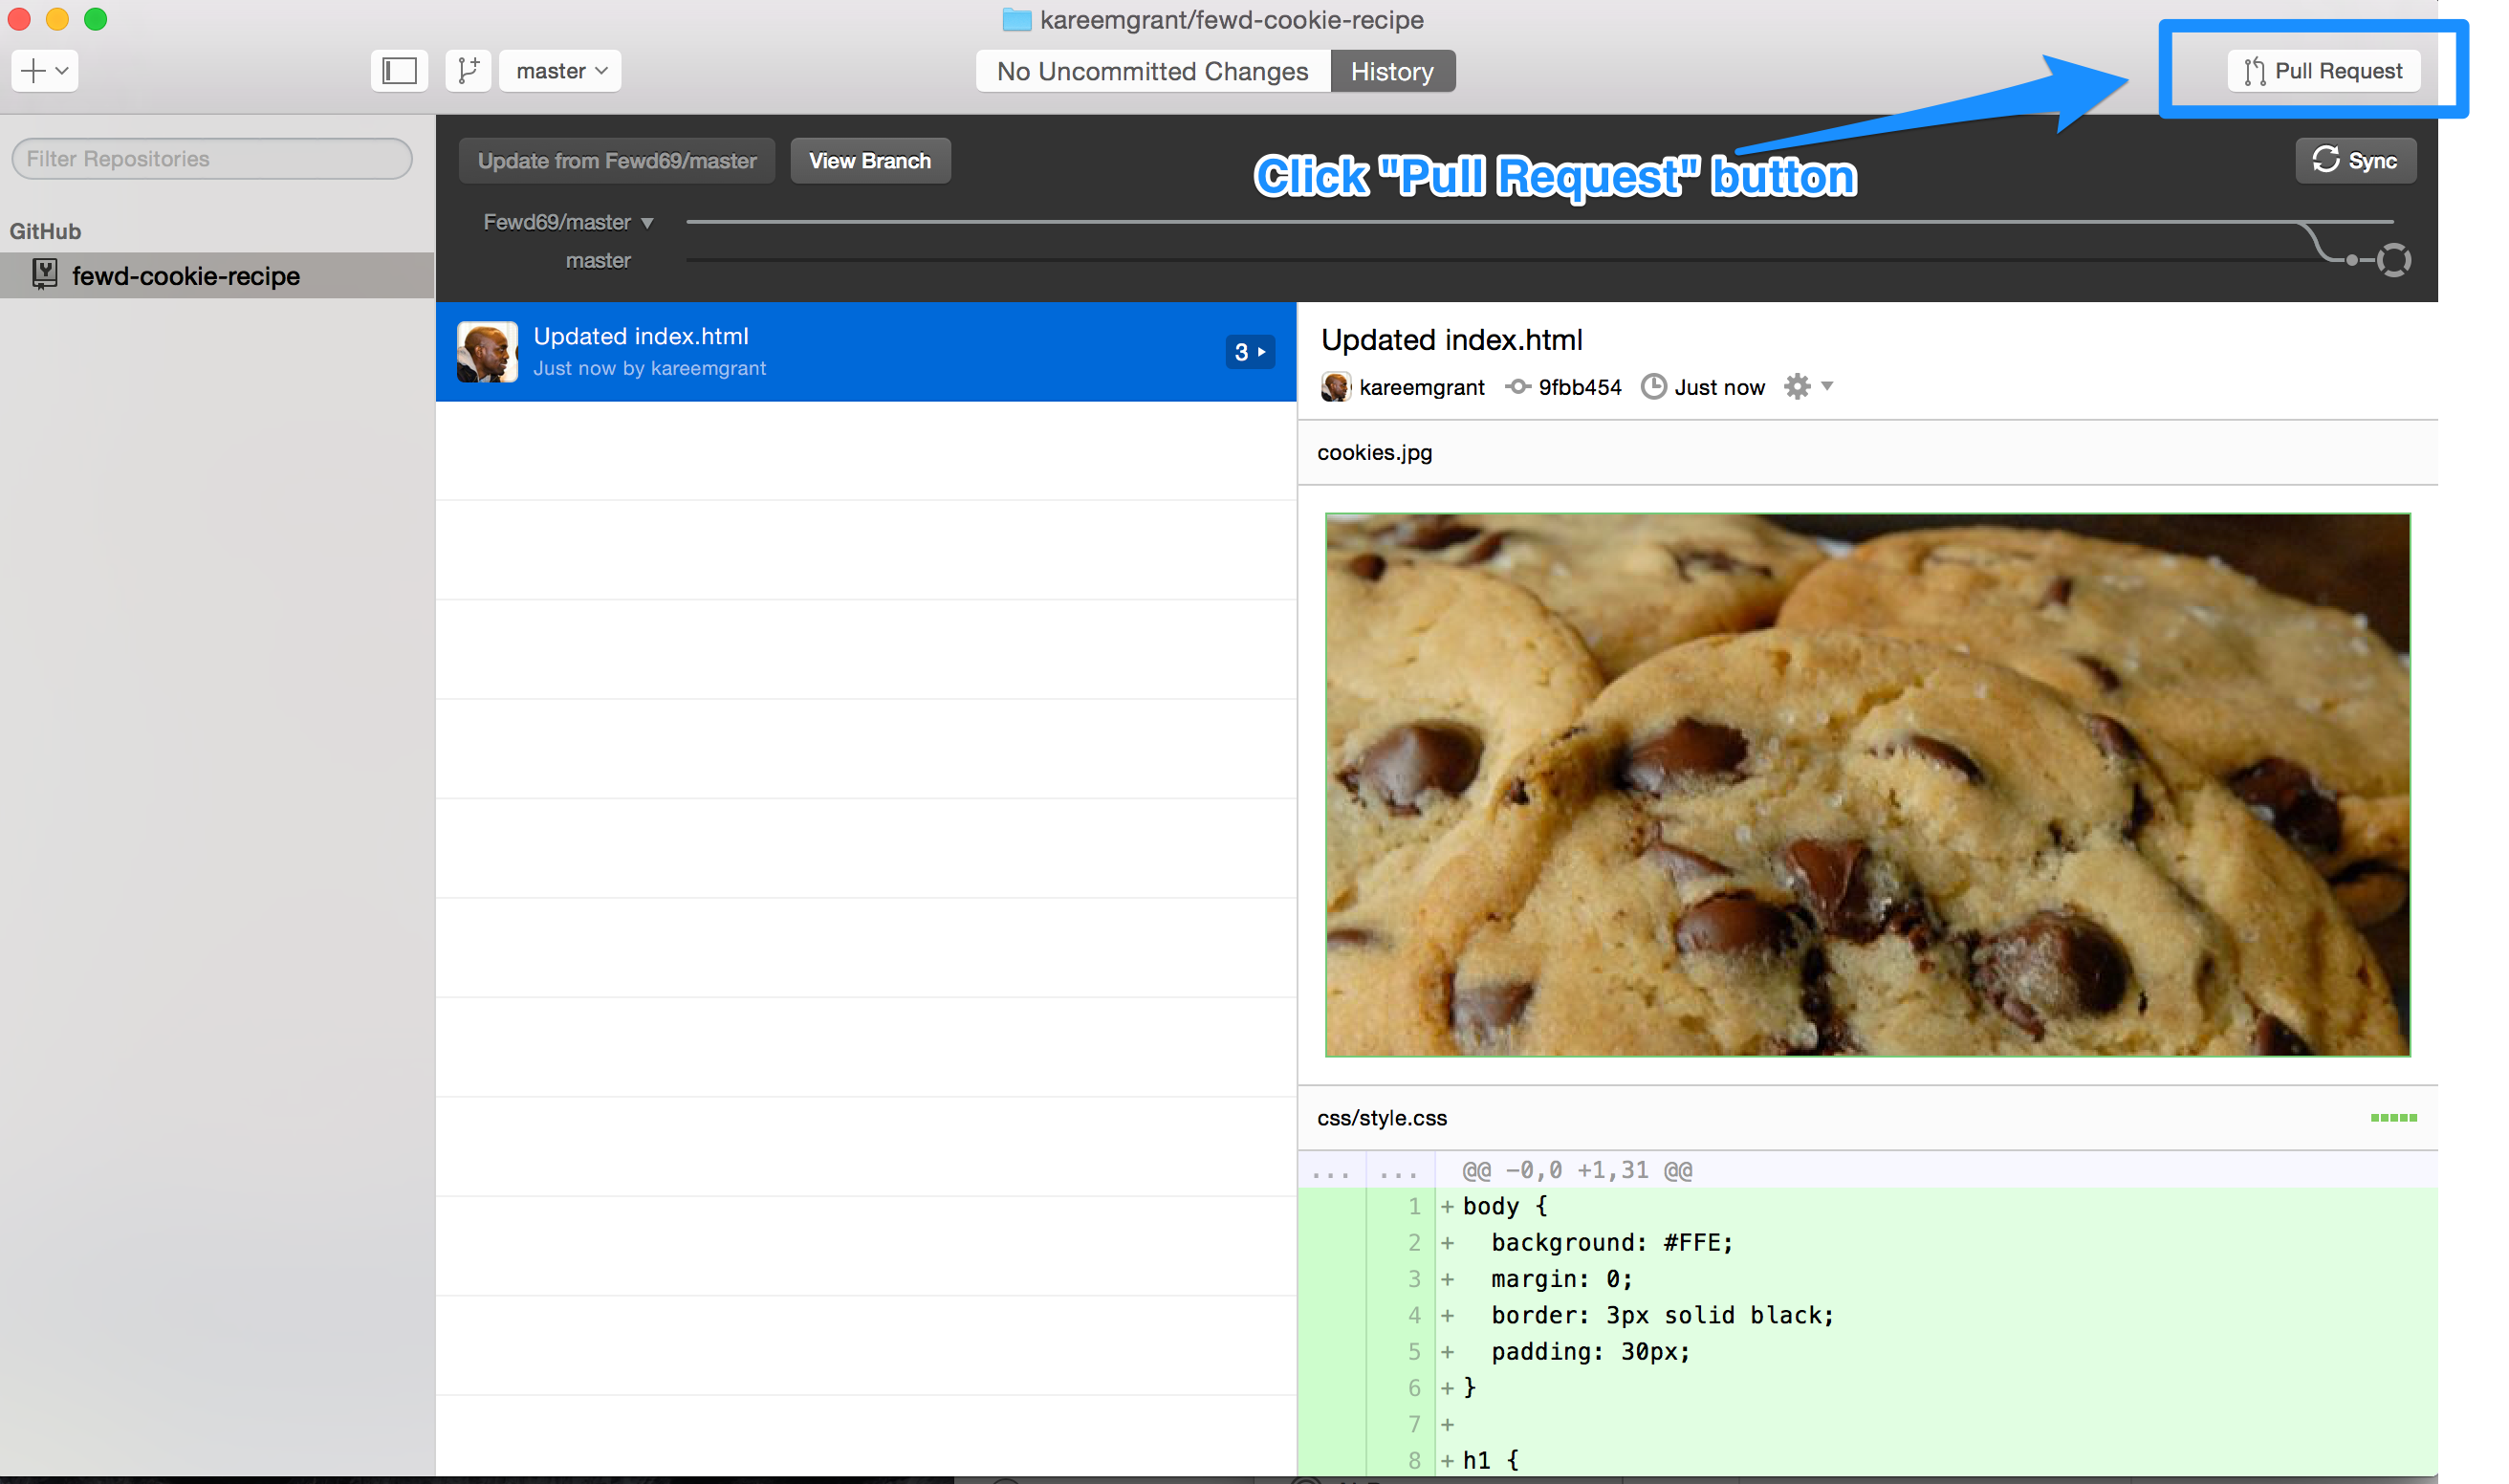 kareemgrant/fewd-cookie-recipe
master
No Uncommitted Changes
History
Pull Request
Filter Repositories
Update from Fewd69/master
View Branch
Click "Pull Request" button
Sync
Fewd69/master
master
GitHub
fewd-cookie-recipe
Updated index.html
Just now by kareemgrant
3
Updated index.html
kareemgrant 9fbb454 Just now
cookies.jpg
css/style.css
... ... @@ -0,0 +1,31 @@
1 + body {
2 + background: #FFE;
3 + margin: 0;
4 + border: 3px solid black;
5 + padding: 30px;
6 + }
7 +
8 + h1 {